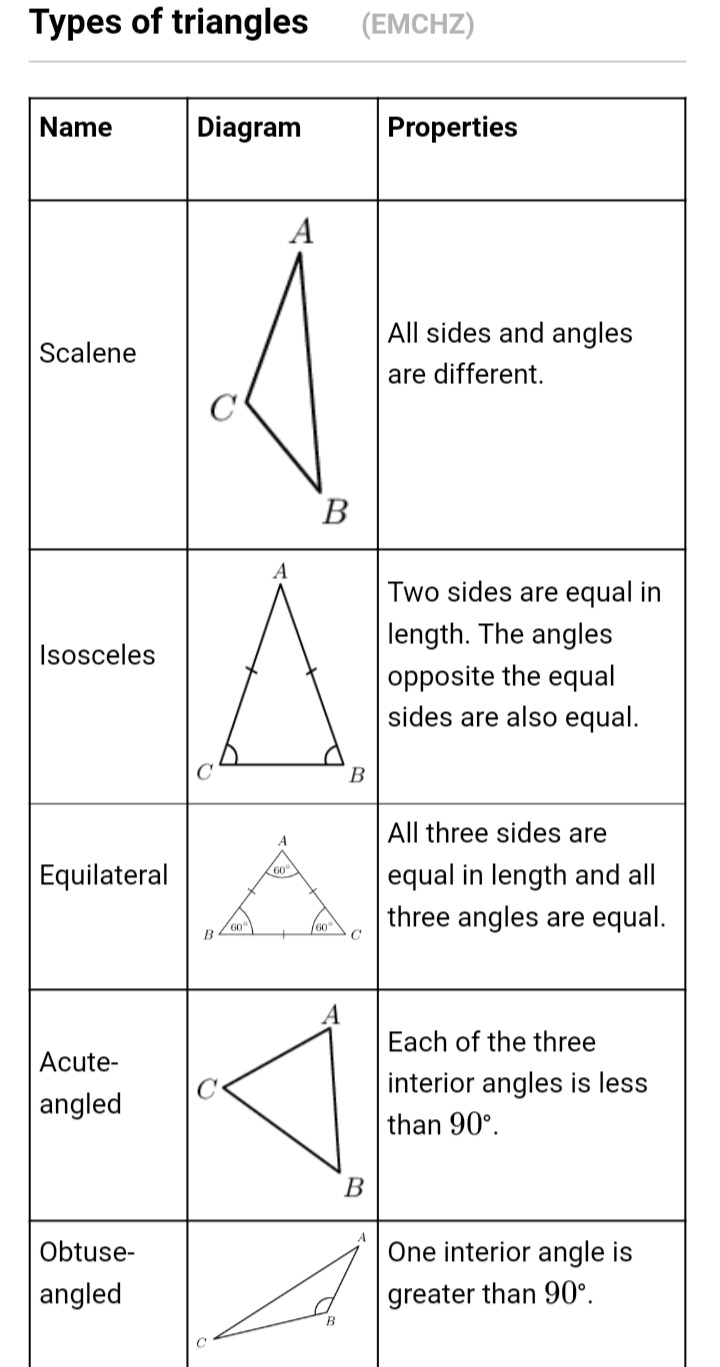 Types of triangles (EMCHZ)
Name Diagram Properties
Scalene
A
C
B
All sides and angles
are different.
Isosceles
A
C
B
Two sides are equal in
length. The angles
opposite the equal
sides are also equal.
Equilateral
A
60°
B 60° 60° C
All three sides are
equal in length and all
three angles are equal.
Acute-
angled
A
C
B
Each of the three
interior angles is less
than 90°.
Obtuse-
angled
A
B
C
One interior angle is
greater than 90°.